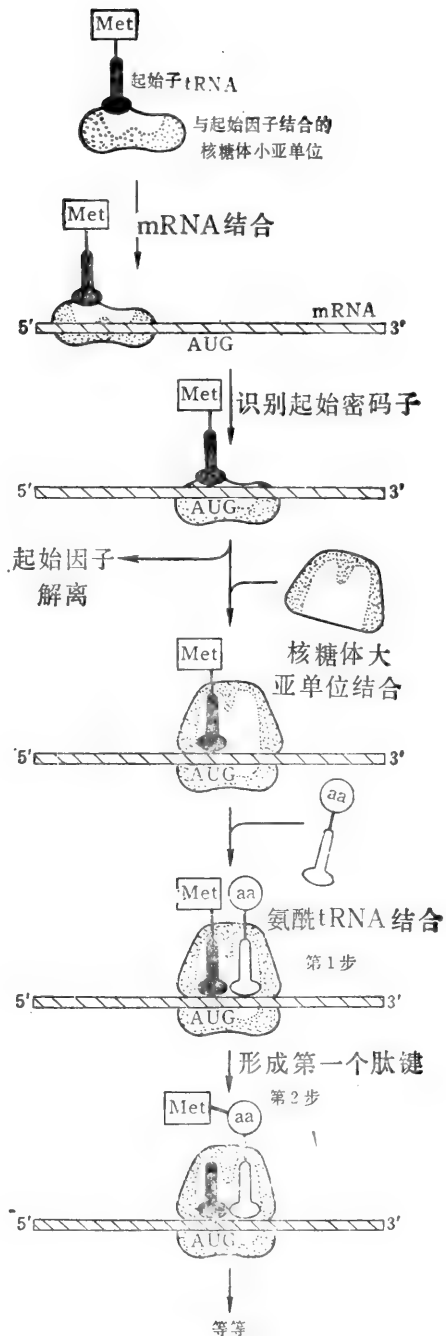 Met
起始子tRNA
与起始因子结合的
核糖体小亚单位
Met
mRNA结合
mRNA
5′
3′
AUG
Met
识别起始密码子
5′
3′
AUG
起始因子
解离
核糖体大
亚单位结合
Met
5′
3′
AUG
aa
Met
aa
氨酰tRNA结合
第1步
5′
3′
AUG
形成第一个肽键
第2步
Met
aa
5′
3′
AUG
等等